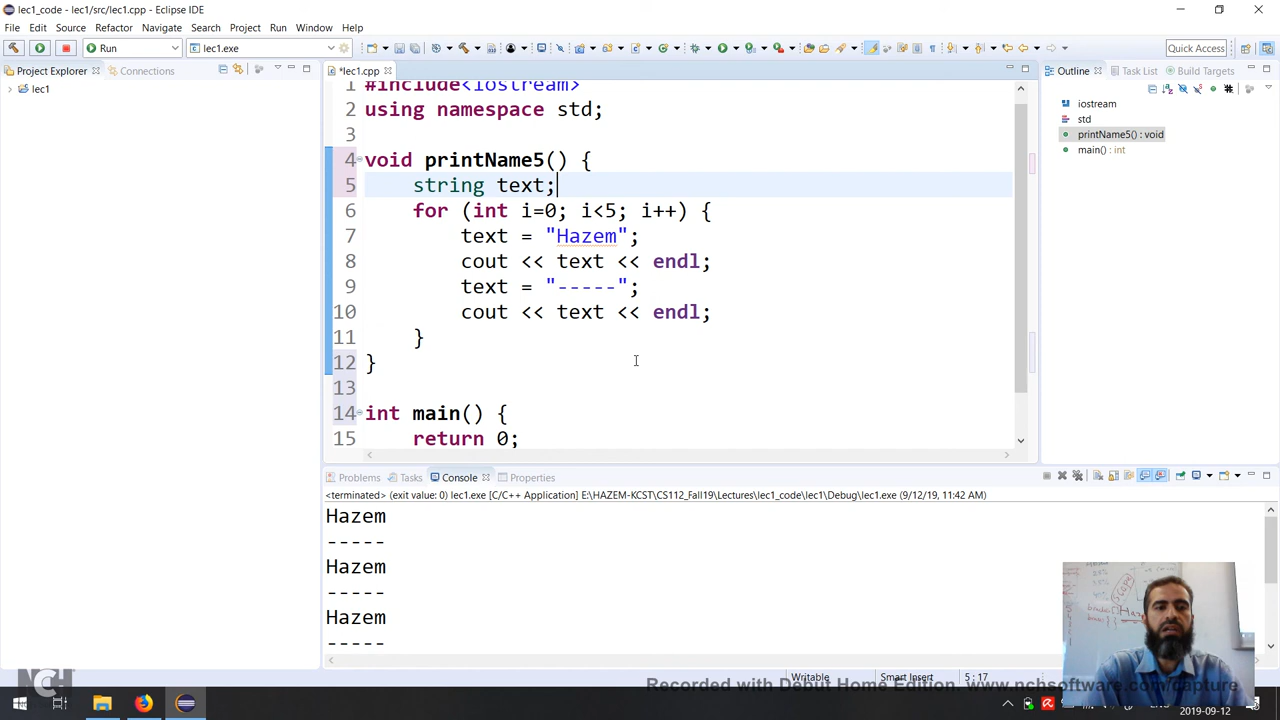 lec1_code - lec1/src/lec1.cpp - Eclipse IDE
File Edit Source Refactor Navigate Search Project Run Window Help
Run
lec1.exe
Quick Access
Project Explorer
Connections
lec1
*lec1.cpp
1 #include<iostream>
2 using namespace std;
3
4 void printName5() {
5 string text;
6 for (int i=0; i<5; i++) {
7 text = "Hazem";
8 cout << text << endl;
9 text = "-----";
10 cout << text << endl;
11 }
12 }
13
14 int main() {
15 return 0;
Outline
Task List
Build Targets
iostream
std
printName5() : void
main() : int
Problems
Tasks
Console
Properties
<terminated> (exit value: 0) lec1.exe [C/C++ Application] E:\HAZEM-KCST\CS112_Fall19\Lectures\lec1_code\lec1\Debug\lec1.exe (9/12/19, 11:42 AM)
Hazem
-----
Hazem
-----
Hazem
-----
Writable
Smart Insert
5 : 17
NCH
Recorded with Debut Home Edition. www.nchsoftware.com/capture
2019-09-12